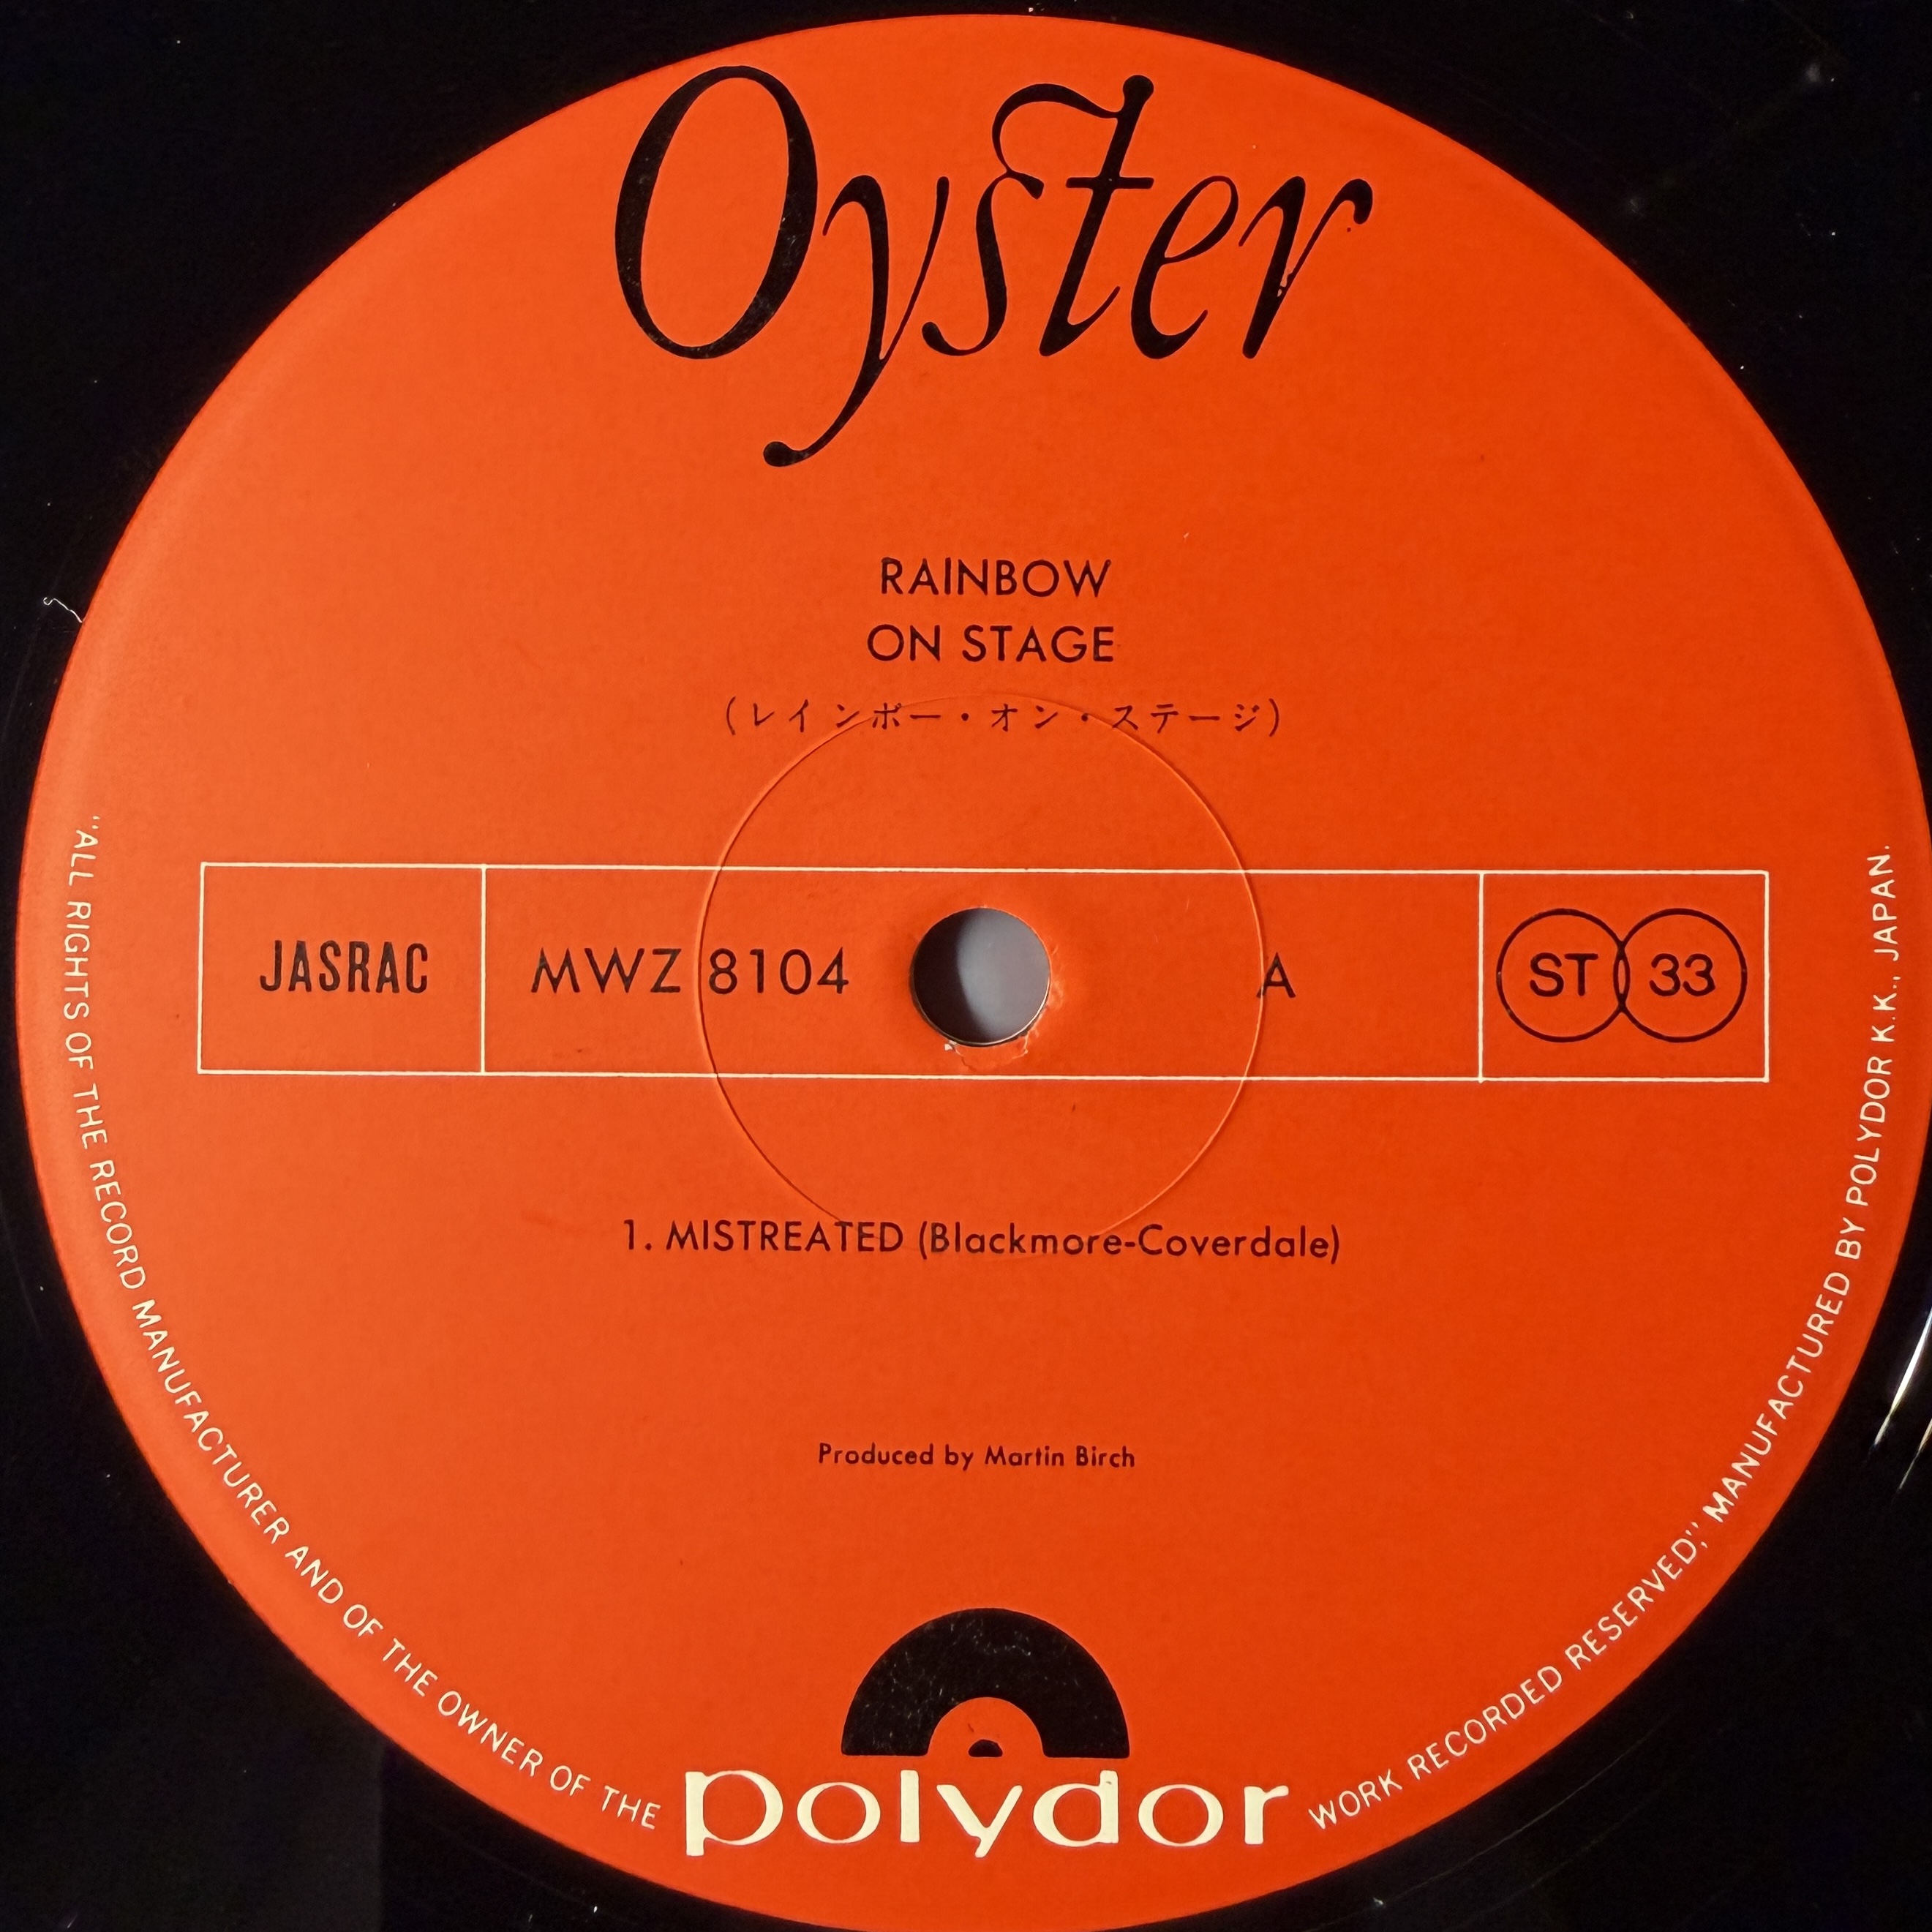 Oyster
RAINBOW
ON STAGE
(レインボー・オン・ステージ)
JASRAC
MWZ 8104
A
ST 33
1. MISTREATED (Blackmore-Coverdale)
Produced by Martin Birch
polydor
"ALL RIGHTS OF THE RECORD MANUFACTURER AND OF THE OWNER OF THE WORK RECORDED RESERVED," MANUFACTURED BY POLYDOR K.K., JAPAN.